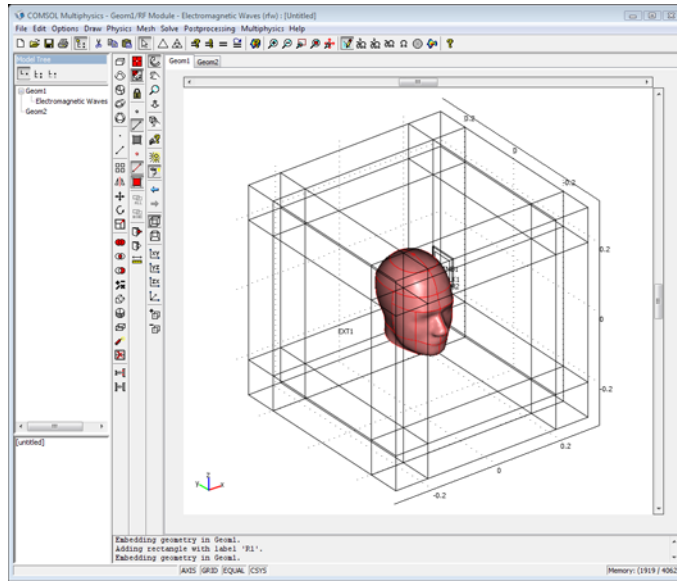 COMSOL Multiphysics - Geom1/RF Module - Electromagnetic Waves (rfw) : [Untitled]
File Edit Options Draw Physics Mesh Solve Postprocessing Multiphysics Help
Model Tree
Geom1 Geom2
Geom1
Electromagnetic Waves
Geom2
0.2
0
-0.2
0.2
0
EXT1
-0.2
0.2
0
-0.2
z
y x
[untitled]
Embedding geometry in Geom1.
Adding rectangle with label 'R1'.
Embedding geometry in Geom1.
AXIS GRID EQUAL CSYS Memory: (1919 / 4062